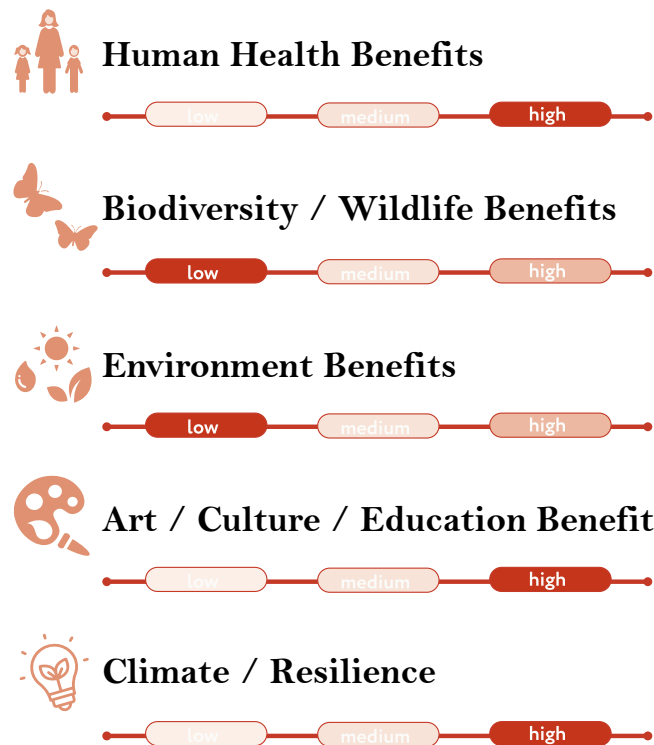 Human Health Benefits
low medium high
Biodiversity / Wildlife Benefits
low medium high
Environment Benefits
low medium high
Art / Culture / Education Benefit
low medium high
Climate / Resilience
low medium high